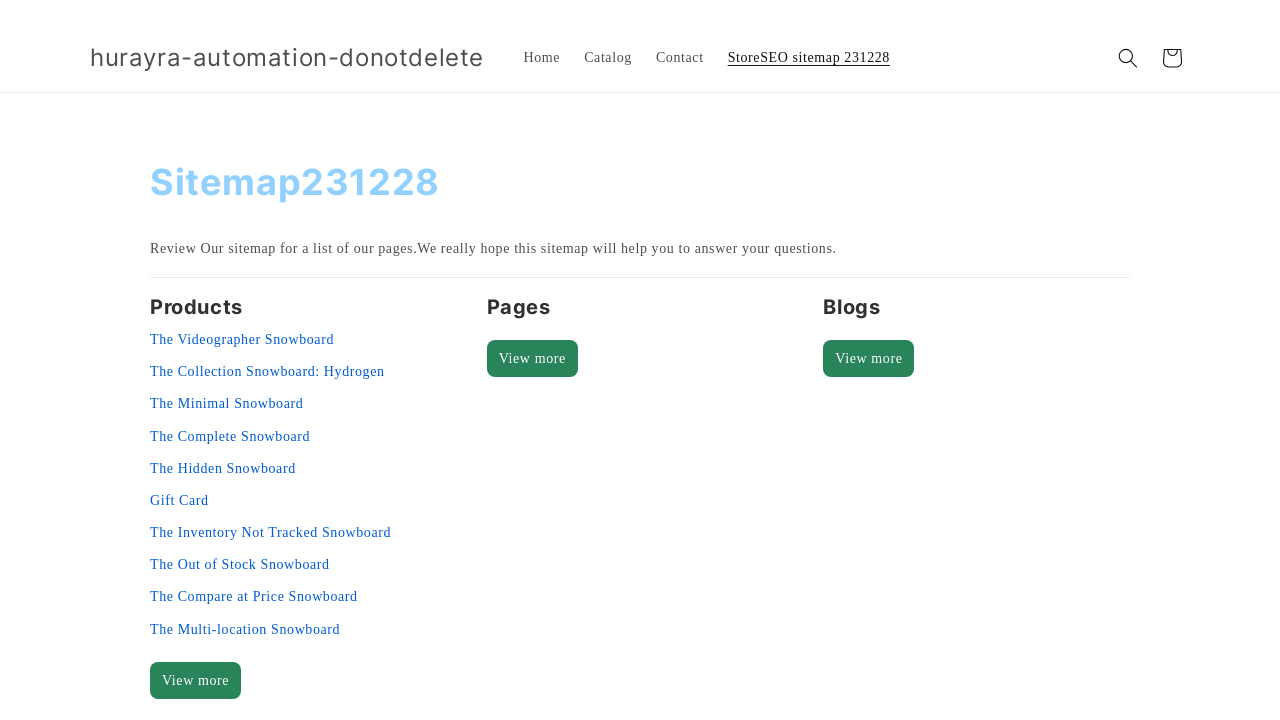 hurayra-automation-donotdelete
Home
Catalog
Contact
StoreSEO sitemap 231228
Sitemap231228
Review Our sitemap for a list of our pages.We really hope this sitemap will help you to answer your questions.
Products
The Videographer Snowboard
The Collection Snowboard: Hydrogen
The Minimal Snowboard
The Complete Snowboard
The Hidden Snowboard
Gift Card
The Inventory Not Tracked Snowboard
The Out of Stock Snowboard
The Compare at Price Snowboard
The Multi-location Snowboard
View more
Pages
View more
Blogs
View more